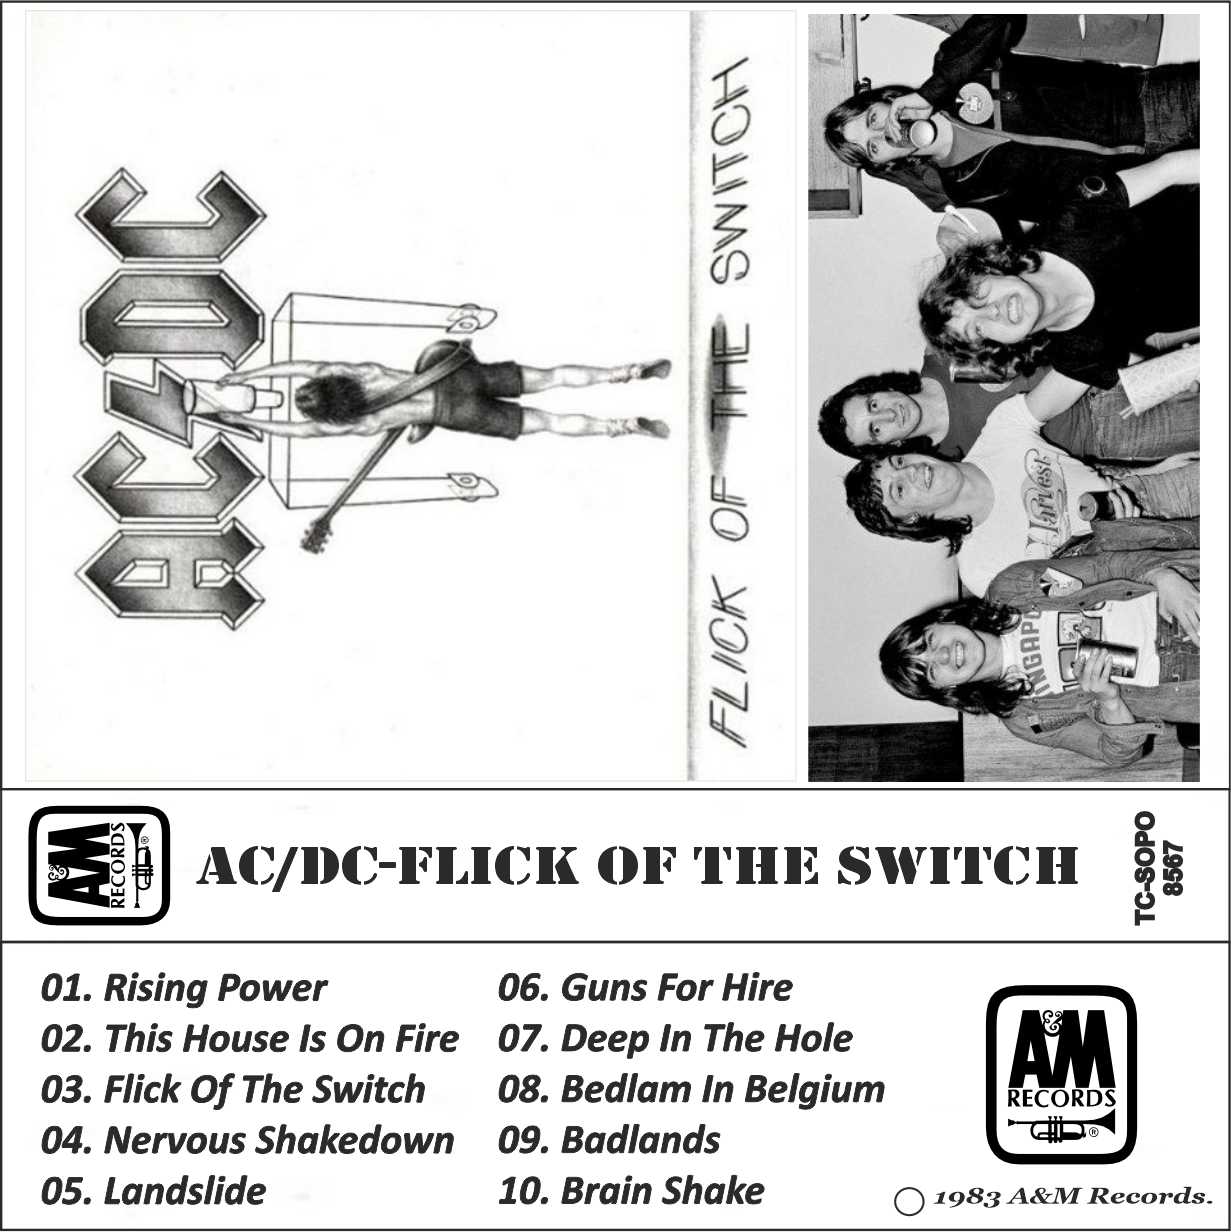 AC DC
FLICK OF THE SWITCH
Harvest
INGAPO
A&M
RECORDS
®
AC/DC-FLICK OF THE SWITCH
TC-SOPO
8567
01. Rising Power
02. This House Is On Fire
03. Flick Of The Switch
04. Nervous Shakedown
05. Landslide
06. Guns For Hire
07. Deep In The Hole
08. Bedlam In Belgium
09. Badlands
10. Brain Shake
A&M
RECORDS
®
1983 A&M Records.